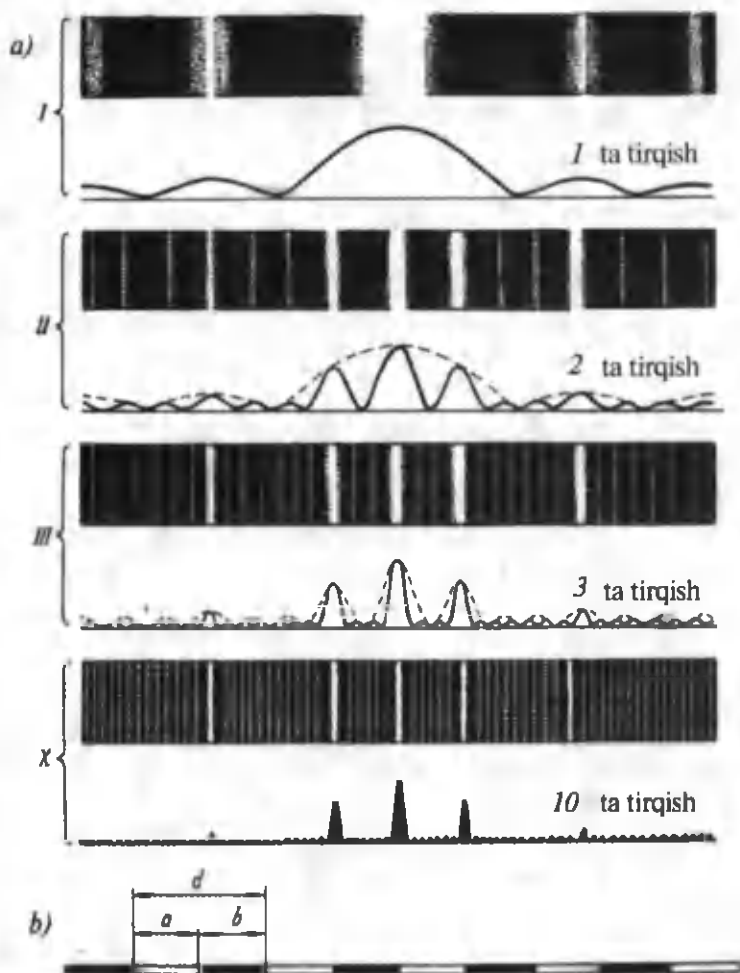 a)
I
1 ta tirqish
II
2 ta tirqish
III
3 ta tirqish
X
10 ta tirqish
d
b)
a b